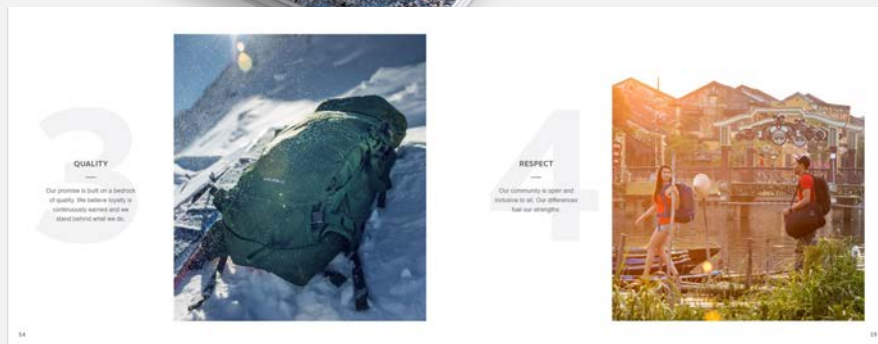 3
QUALITY
Our promise is built on a bedrock
of quality. We believe loyalty is
continuously earned and we
stand behind what we do.
14
4
RESPECT
Our community is open and
inclusive to all. Our differences
fuel our strengths.
15